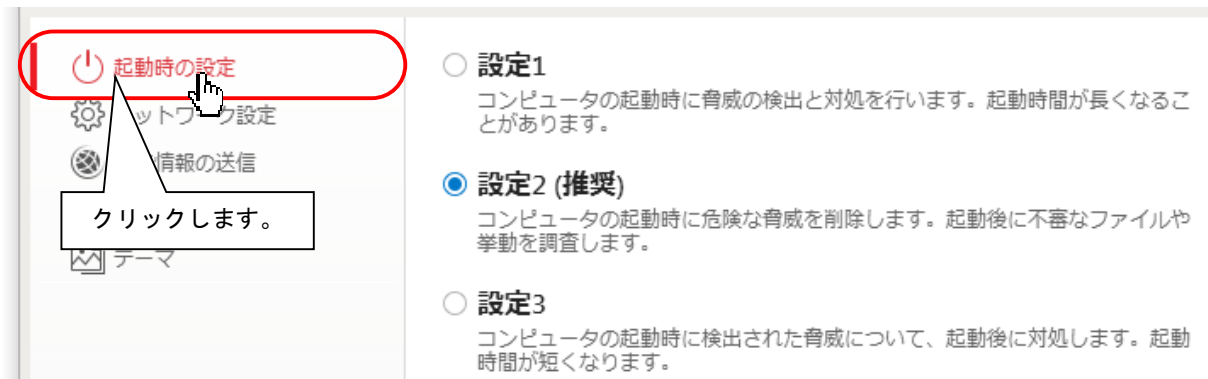 起動時の設定
ットワーク設定
情報の送信
クリックします。
テーマ
設定1
コンピュータの起動時に脅威の検出と対処を行います。起動時間が長くなるこ
とがあります。
設定2 (推奨)
コンピュータの起動時に危険な脅威を削除します。起動後に不審なファイルや
挙動を調査します。
設定3
コンピュータの起動時に検出された脅威について、起動後に対処します。起動
時間が短くなります。